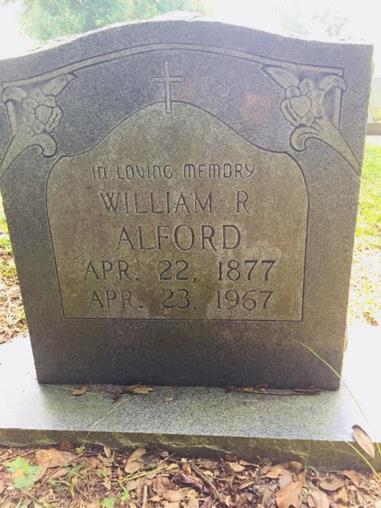 IN LOVING MEMORY
WILLIAM R.
ALFORD
APR. 22, 1877
APR. 23, 1967